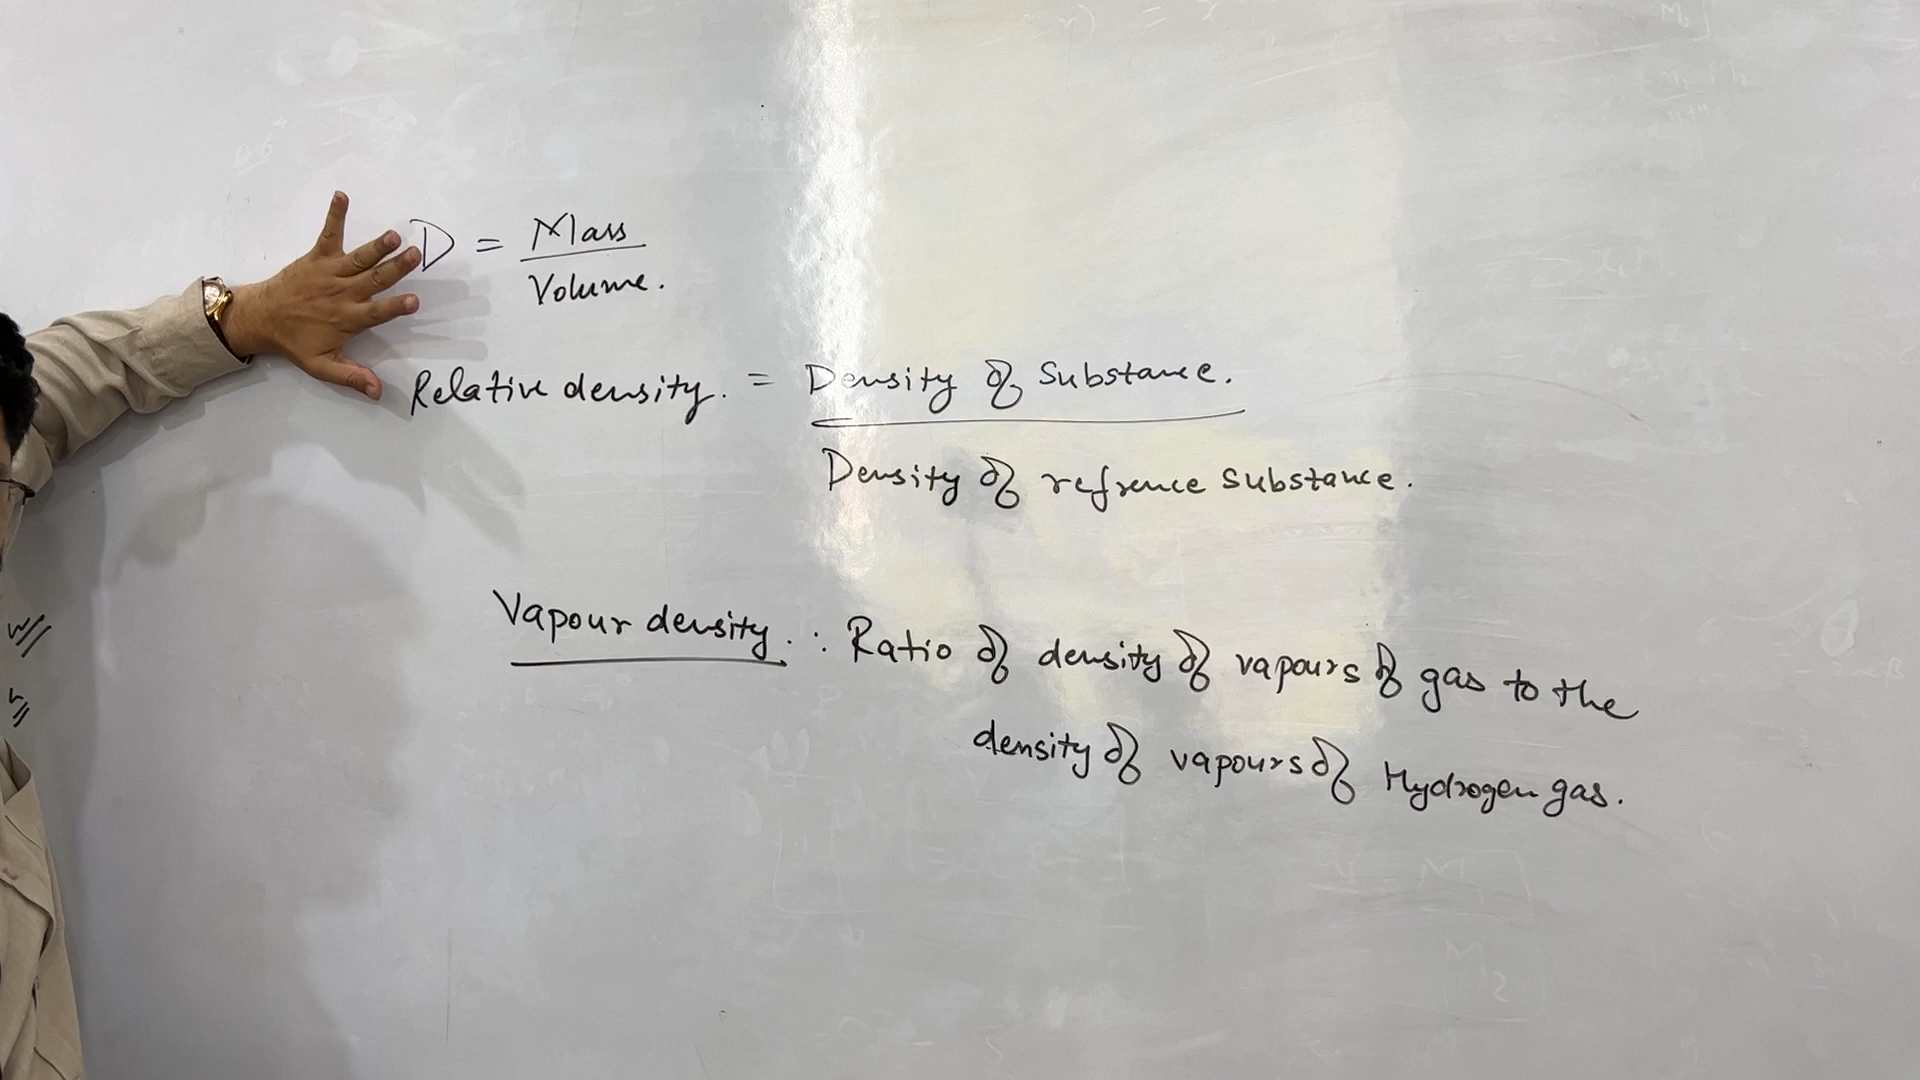 D = Mass
Volume.
Relative density. = Density of Substance.
Density of refrence substance.
Vapour density. : Ratio of density of vapours of gas to the
density of vapours of Hydrogen gas.